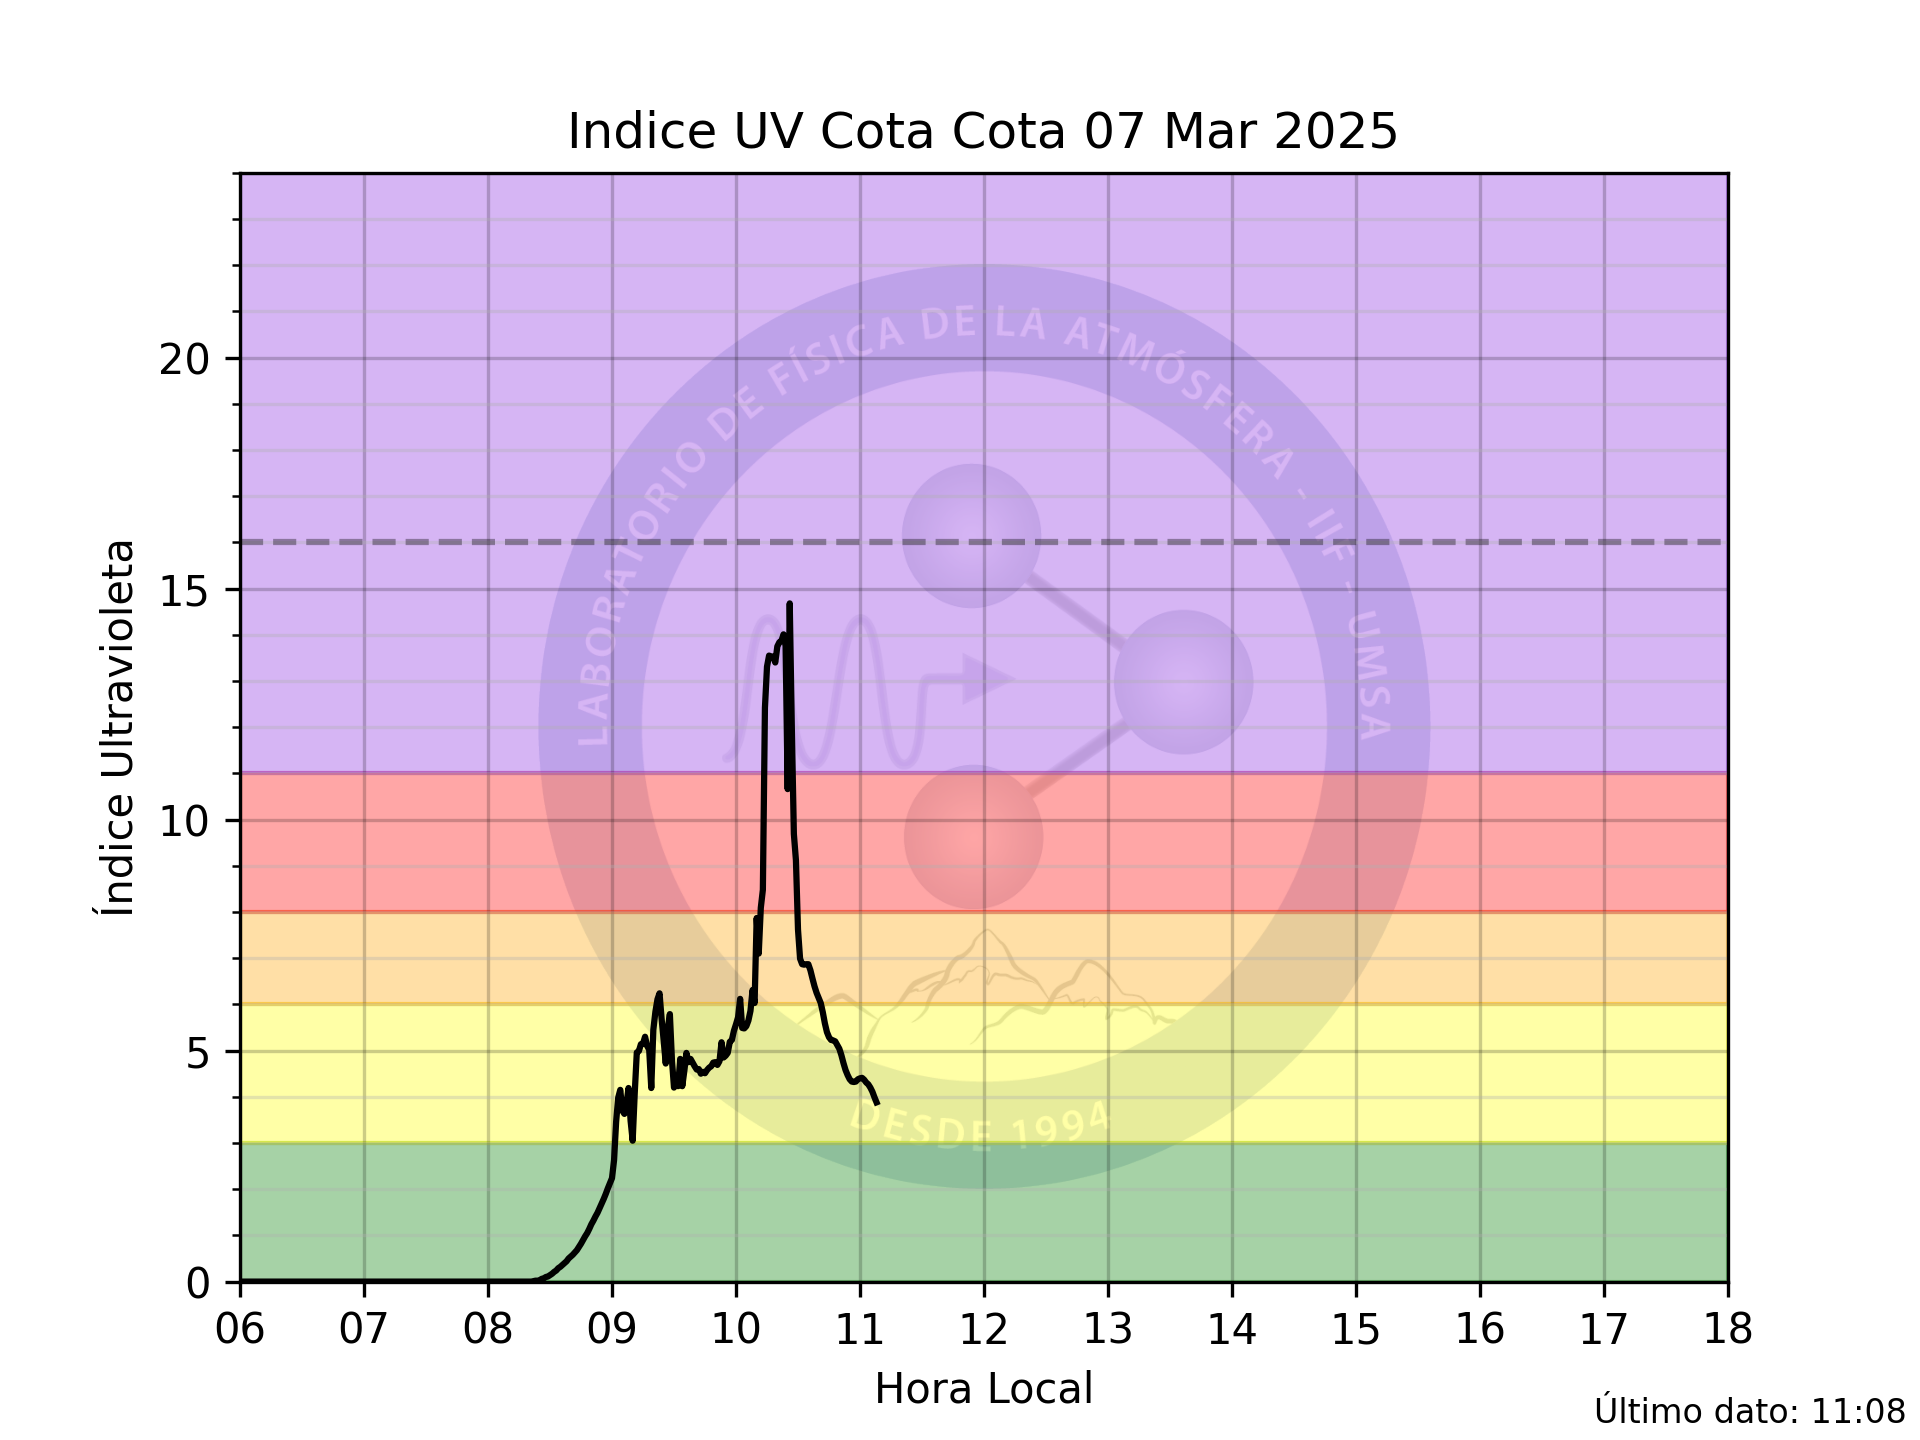 Indice UV Cota Cota 07 Mar 2025
Índice Ultravioleta
20
15
10
5
0
LABORATORIO DE FÍSICA DE LA ATMÓSFERA - IIF - UMSA
DESDE 1994
06 07 08 09 10 11 12 13 14 15 16 17 18
Hora Local
Último dato: 11:08